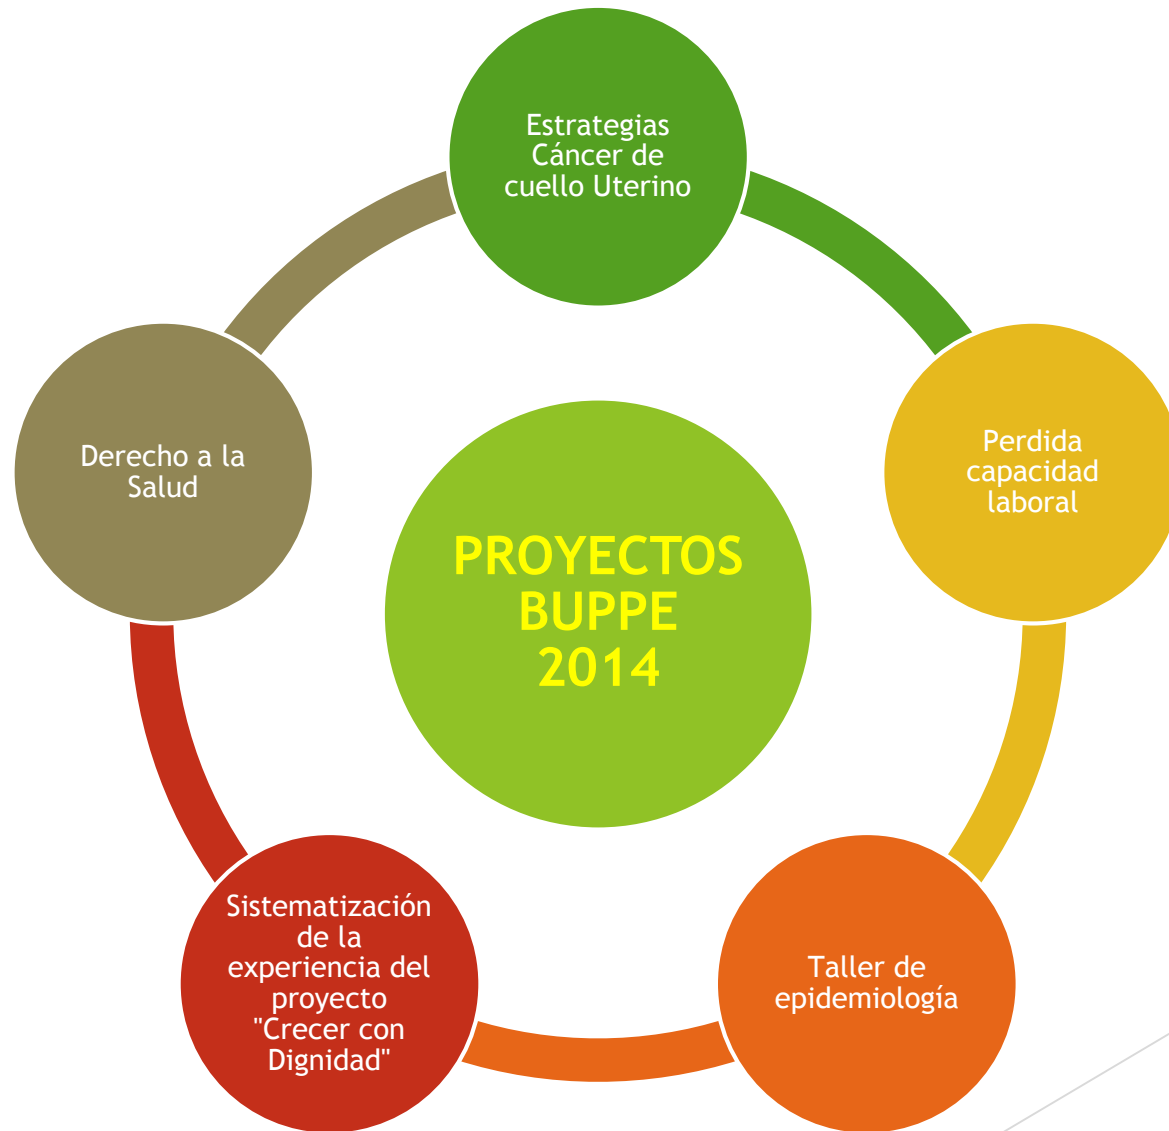 Estrategias
Cáncer de
cuello Uterino
Perdida
capacidad
laboral
Taller de
epidemiología
Sistematización
de la
experiencia del
proyecto
"Crecer con
Dignidad"
Derecho a la
Salud
PROYECTOS
BUPPE
2014